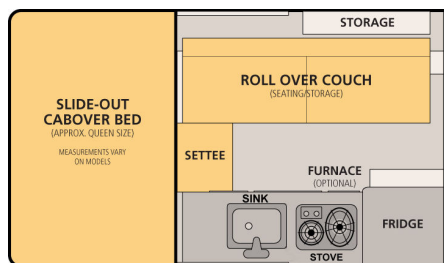 STORAGE
ROLL OVER COUCH
(SEATING/STORAGE)
SLIDE-OUT
CABOVER BED
(APPROX. QUEEN SIZE)
MEASUREMENTS VARY
ON MODELS
SETTEE
FURNACE
(OPTIONAL)
SINK
FRIDGE
STOVE